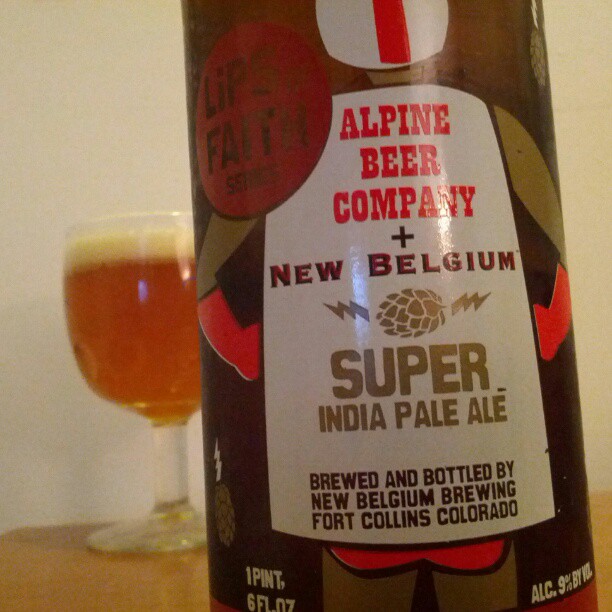 LiPS of
FAITH
SERIES
ALPINE
BEER
COMPANY
+
NEW BELGIUM™
SUPER
INDIA PALE ALE
BREWED AND BOTTLED BY
NEW BELGIUM BREWING
FORT COLLINS COLORADO
1 PINT,
6 FL.OZ
ALC. 9% BY VOL.